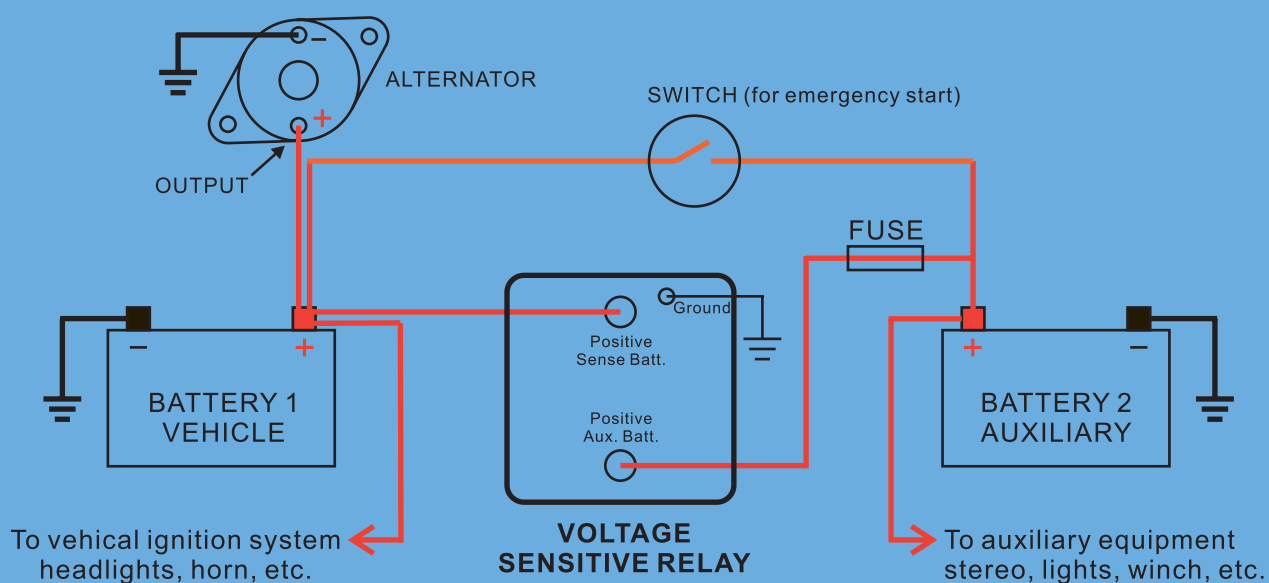 ALTERNATOR
−
+
OUTPUT
SWITCH (for emergency start)
FUSE
Ground
Positive
Sense Batt.
Positive
Aux. Batt.
VOLTAGE
SENSITIVE RELAY
− +
BATTERY 1
VEHICLE
+ −
BATTERY 2
AUXILIARY
To vehical ignition system
headlights, horn, etc.
To auxiliary equipment
stereo, lights, winch, etc.